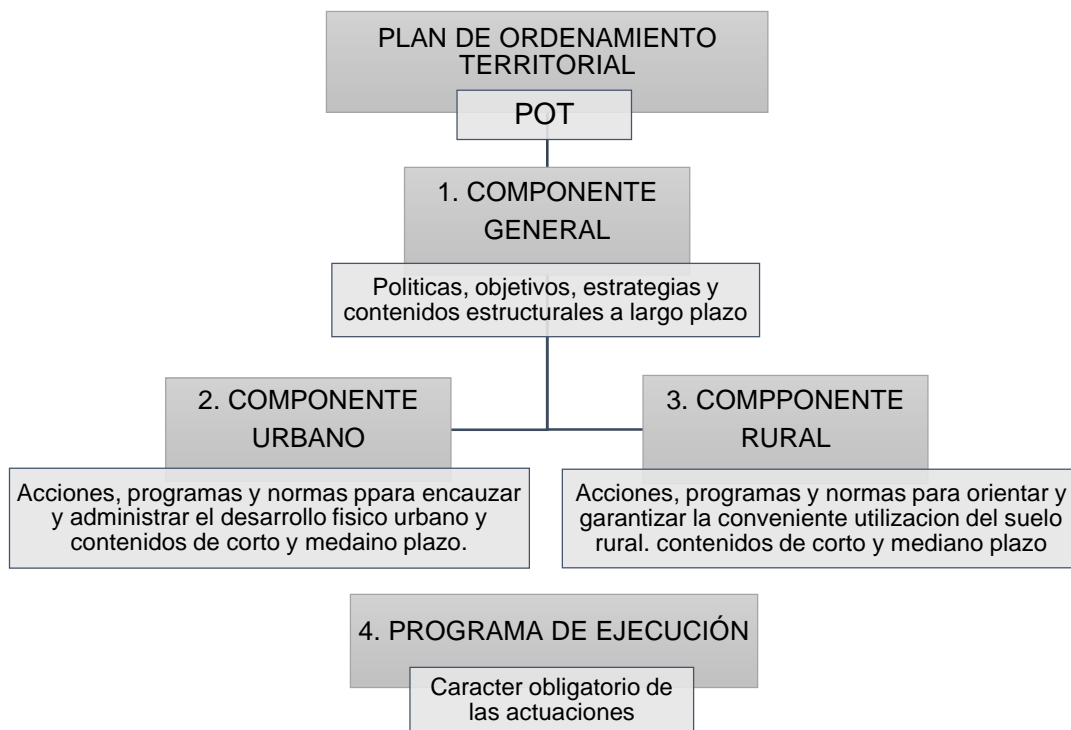 PLAN DE ORDENAMIENTO
TERRITORIAL
POT
1. COMPONENTE
GENERAL
Politicas, objetivos, estrategias y
contenidos estructurales a largo plazo
2. COMPONENTE
URBANO
Acciones, programas y normas ppara encauzar
y administrar el desarrollo fisico urbano y
contenidos de corto y medaino plazo.
3. COMPPONENTE
RURAL
Acciones, programas y normas para orientar y
garantizar la conveniente utilizacion del suelo
rural. contenidos de corto y mediano plazo
4. PROGRAMA DE EJECUCIÓN
Caracter obligatorio de
las actuaciones